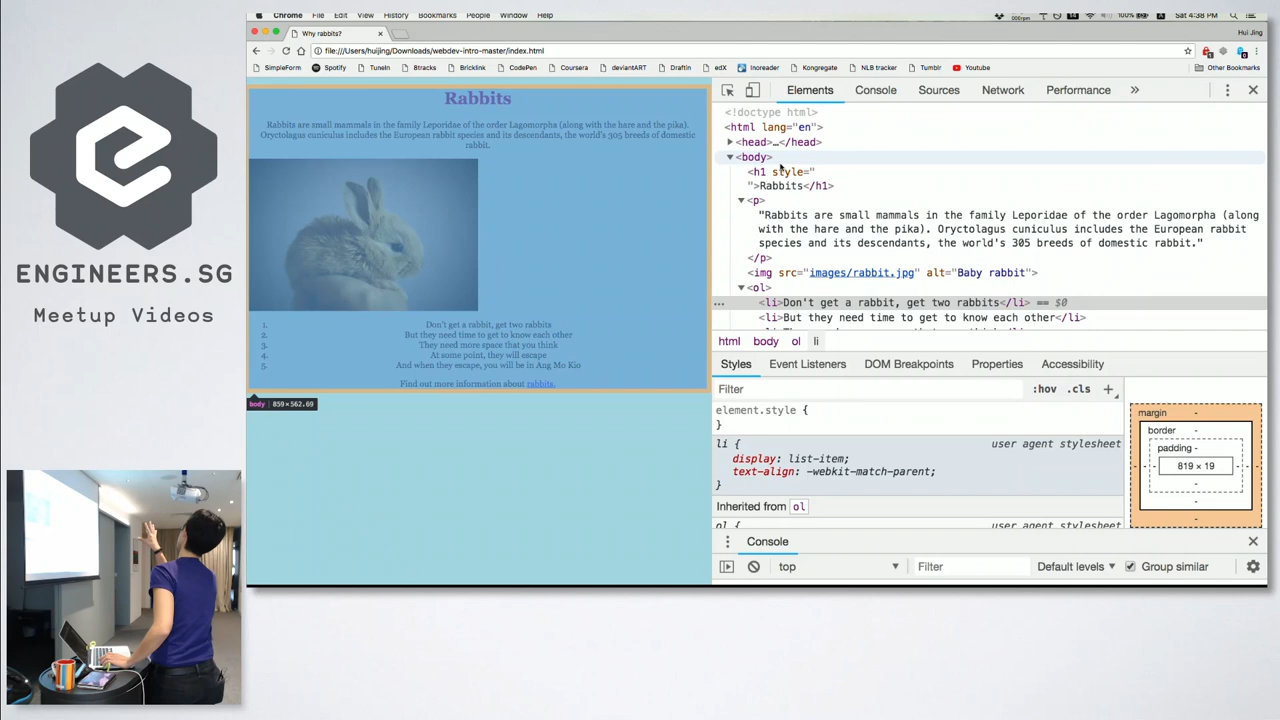 Chrome File Edit View History Bookmarks People Window Help
100% Sat 4:38 PM
Why rabbits?
Hui Jing
file:///Users/huijing/Downloads/webdev-intro-master/index.html
SimpleForm Spotify TuneIn 8tracks Bricklink CodePen Coursera deviantART Draftin edX Inoreader Kongregate NLB tracker Tumblr Youtube Other Bookmarks
ENGINEERS.SG
Meetup Videos
Rabbits
Rabbits are small mammals in the family Leporidae of the order Lagomorpha (along with the hare and the pika).
Oryctolagus cuniculus includes the European rabbit species and its descendants, the world's 305 breeds of domestic
rabbit.
1. Don't get a rabbit, get two rabbits
2. But they need time to get to know each other
3. They need more space that you think
4. At some point, they will escape
5. And when they escape, you will be in Ang Mo Kio
Find out more information about rabbits.
body 859×562.69
Elements Console Sources Network Performance »
<!doctype html>
<html lang="en">
<head>…</head>
<body>
<h1 style="
">Rabbits</h1>
<p>
"Rabbits are small mammals in the family Leporidae of the order Lagomorpha (along
with the hare and the pika). Oryctolagus cuniculus includes the European rabbit
species and its descendants, the world's 305 breeds of domestic rabbit."
</p>
<img src="images/rabbit.jpg" alt="Baby rabbit">
<ol>
… <li>Don't get a rabbit, get two rabbits</li> == $0
<li>But they need time to get to know each other</li>
html body ol li
Styles Event Listeners DOM Breakpoints Properties Accessibility
Filter :hov .cls +
element.style {
}
li { user agent stylesheet
display: list-item;
text-align: -webkit-match-parent;
}
Inherited from ol
ol { user agent stylesheet
margin -
border -
padding -
819 × 19
Console
top Filter Default levels Group similar